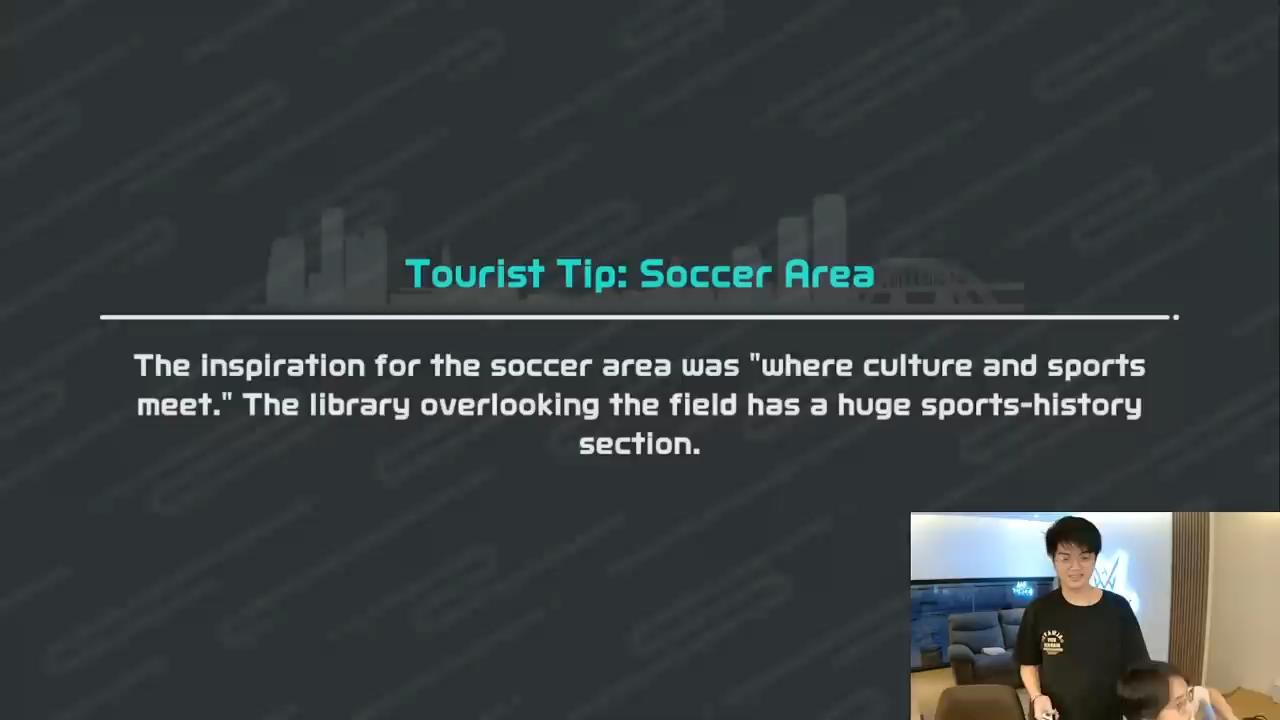 Tourist Tip: Soccer Area
The inspiration for the soccer area was "where culture and sports
meet." The library overlooking the field has a huge sports-history
section.